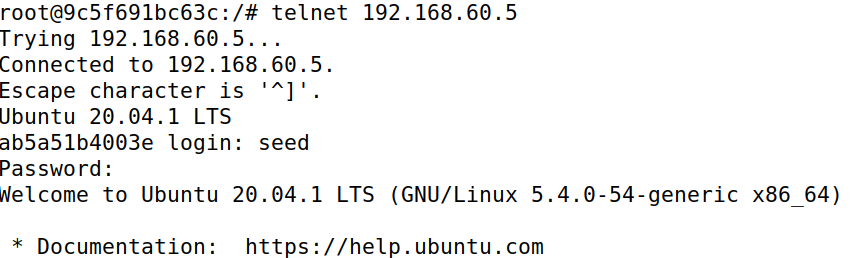 root@9c5f691bc63c:/# telnet 192.168.60.5
Trying 192.168.60.5...
Connected to 192.168.60.5.
Escape character is '^]'.
Ubuntu 20.04.1 LTS
ab5a51b4003e login: seed
Password:
Welcome to Ubuntu 20.04.1 LTS (GNU/Linux 5.4.0-54-generic x86_64)

 * Documentation:  https://help.ubuntu.com